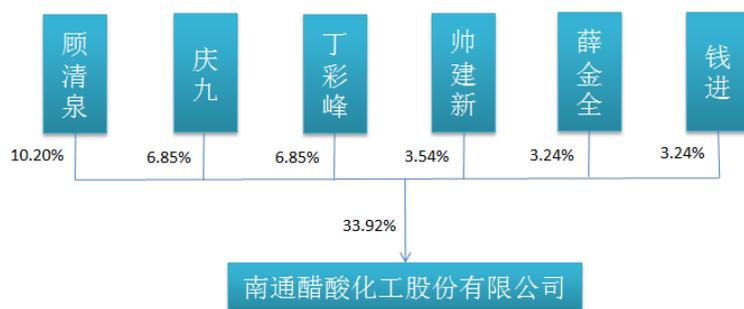 顾清泉
庆九
丁彩峰
帅建新
薛金全
钱进
10.20%
6.85%
6.85%
3.54%
3.24%
3.24%
33.92%
南通醋酸化工股份有限公司